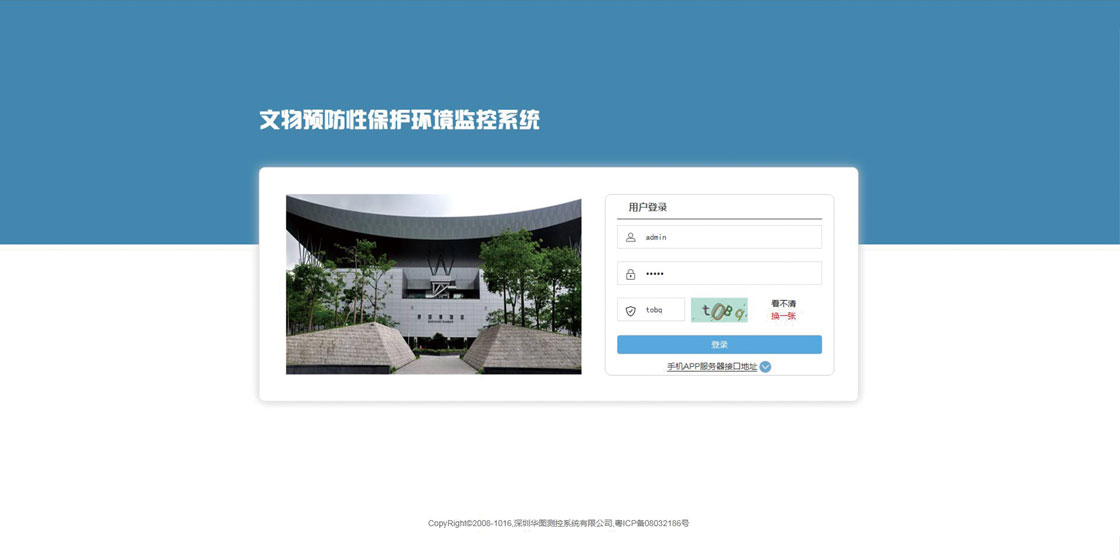 文物预防性保护环境监控系统
用户登录
admin
•••••
tobq
toBq.
看不清
换一张
登录
手机APP服务器接口地址
CopyRight©2008-1016,深圳华图测控系统有限公司,粤ICP备08032186号